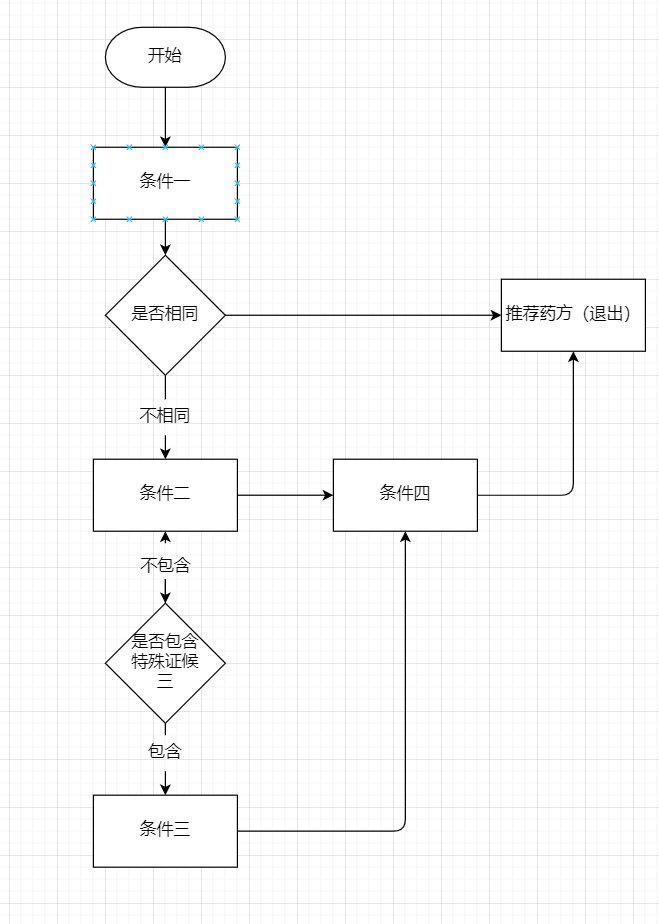 开始
条件一
是否相同
推荐药方（退出）
不相同
条件二
条件四
不包含
是否包含
特殊证候
三
包含
条件三